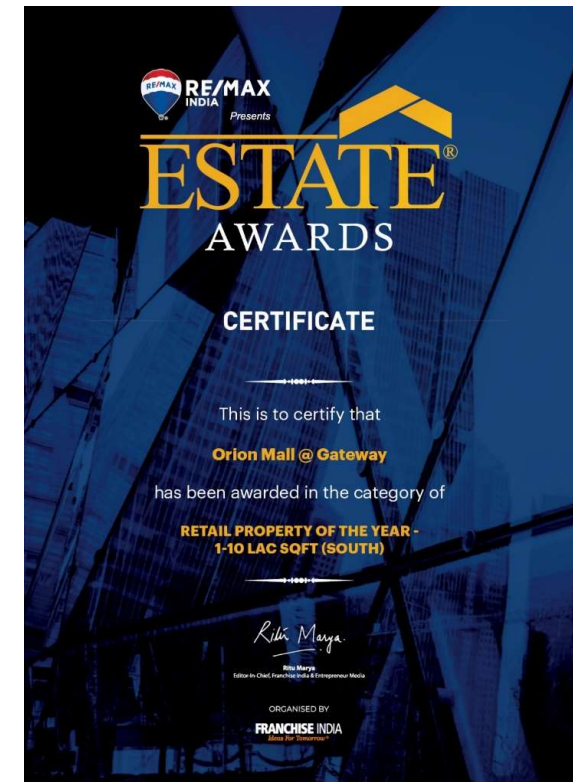 RE/MAX
RE/MAX
INDIA
Presents
ESTATE®
AWARDS
CERTIFICATE
This is to certify that
Orion Mall @ Gateway
has been awarded in the category of
RETAIL PROPERTY OF THE YEAR -
1-10 LAC SQFT (SOUTH)
Ritu Marya.
Ritu Marya
Editor-In-Chief, Franchise India & Entrepreneur Media
ORGANISED BY
FRANCHISE INDIA
Ideas For Tomorrow®